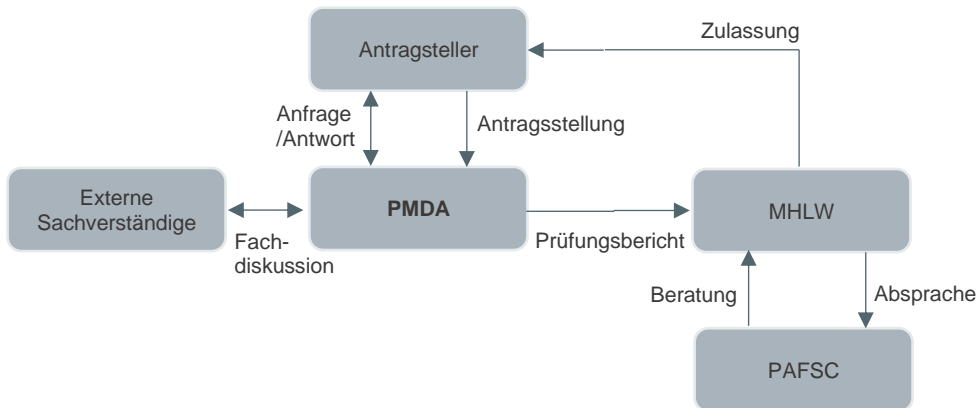 Zulassung
Antragsteller
Anfrage
/Antwort
Antragsstellung
Externe
Sachverständige
PMDA
MHLW
Fach-
diskussion
Prüfungsbericht
Beratung
Absprache
PAFSC